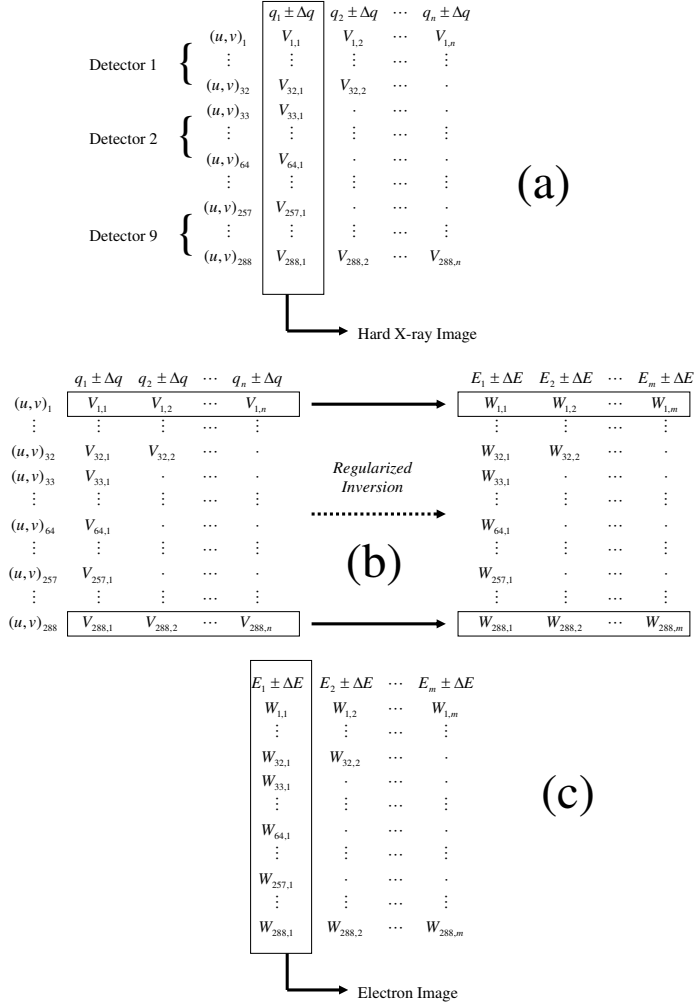 q₁ ± Δq q₂ ± Δq ⋯ qₙ ± Δq
(u,v)₁ V₁,₁ V₁,₂ ⋯ V₁,ₙ
Detector 1 { ⋮ ⋮ ⋮ ⋯ ⋮
(u,v)₃₂ V₃₂,₁ V₃₂,₂ ⋯ ·
(u,v)₃₃ V₃₃,₁ · ⋯ ·
Detector 2 { ⋮ ⋮ ⋮ ⋯ ⋮
(u,v)₆₄ V₆₄,₁ · ⋯ ·
⋮ ⋮ ⋮ ⋯ ⋮
(a)
(u,v)₂₅₇ V₂₅₇,₁ · ⋯ ·
Detector 9 { ⋮ ⋮ ⋮ ⋯ ⋮
(u,v)₂₈₈ V₂₈₈,₁ V₂₈₈,₂ ⋯ V₂₈₈,ₙ
Hard X-ray Image
q₁ ± Δq q₂ ± Δq ⋯ qₙ ± Δq E₁ ± ΔE E₂ ± ΔE ⋯ Eₘ ± ΔE
(u,v)₁ V₁,₁ V₁,₂ ⋯ V₁,ₙ W₁,₁ W₁,₂ ⋯ W₁,ₘ
⋮ ⋮ ⋮ ⋯ ⋮ ⋮ ⋮ ⋯ ⋮
(u,v)₃₂ V₃₂,₁ V₃₂,₂ ⋯ · W₃₂,₁ W₃₂,₂ ⋯ ·
(u,v)₃₃ V₃₃,₁ · ⋯ · W₃₃,₁ · ⋯ ·
Regularized
Inversion
⋮ ⋮ ⋮ ⋯ ⋮ ⋮ ⋮ ⋯ ⋮
(u,v)₆₄ V₆₄,₁ · ⋯ · W₆₄,₁ · ⋯ ·
⋮ ⋮ ⋮ ⋯ ⋮ ⋮ ⋮ ⋯ ⋮
(b)
(u,v)₂₅₇ V₂₅₇,₁ · ⋯ · W₂₅₇,₁ · ⋯ ·
⋮ ⋮ ⋮ ⋯ ⋮ ⋮ ⋮ ⋯ ⋮
(u,v)₂₈₈ V₂₈₈,₁ V₂₈₈,₂ ⋯ V₂₈₈,ₙ W₂₈₈,₁ W₂₈₈,₂ ⋯ W₂₈₈,ₘ
E₁ ± ΔE E₂ ± ΔE ⋯ Eₘ ± ΔE
W₁,₁ W₁,₂ ⋯ W₁,ₘ
⋮ ⋮ ⋯ ⋮
W₃₂,₁ W₃₂,₂ ⋯ ·
W₃₃,₁ · ⋯ ·
(c)
⋮ ⋮ ⋯ ⋮
W₆₄,₁ · ⋯ ·
⋮ ⋮ ⋯ ⋮
W₂₅₇,₁ · ⋯ ·
⋮ ⋮ ⋯ ⋮
W₂₈₈,₁ W₂₈₈,₂ ⋯ W₂₈₈,ₘ
Electron Image